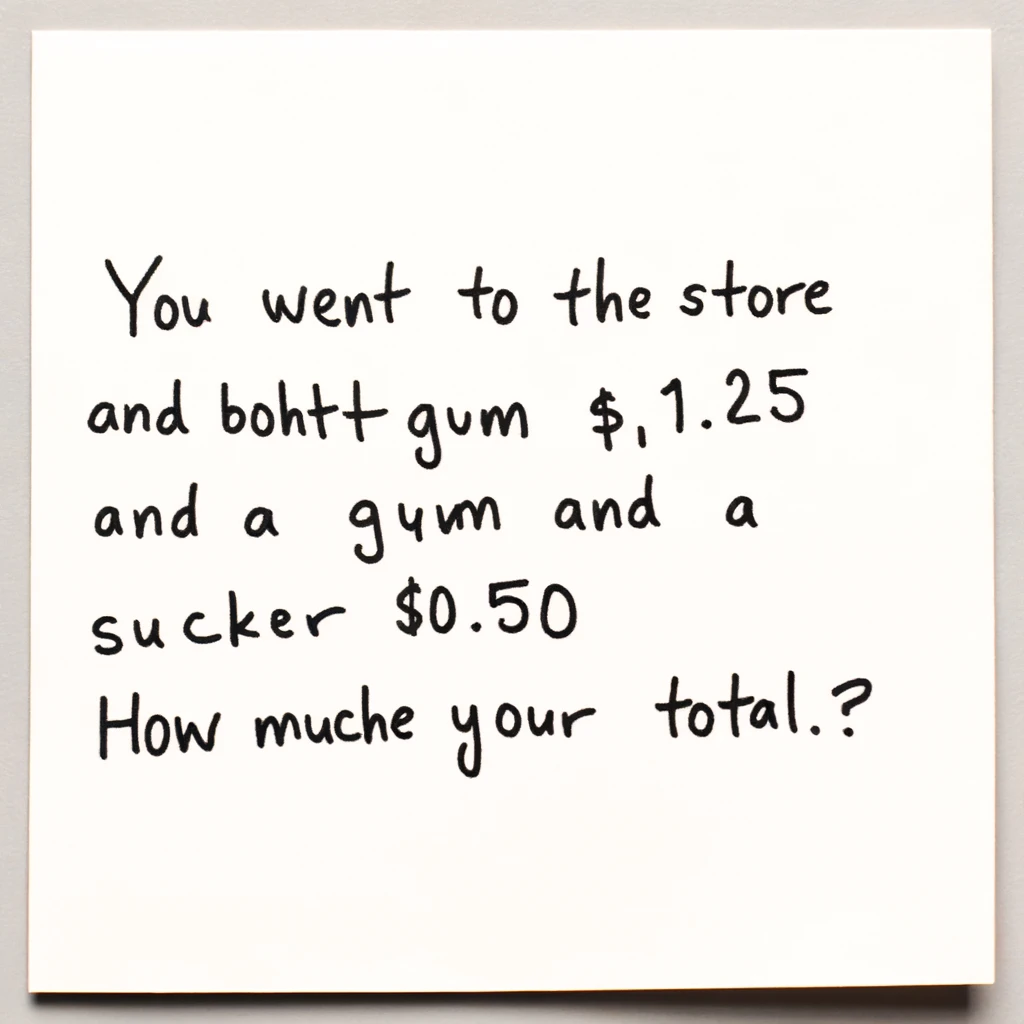 You went to the store
and bohtt gum $,1.25
and a gym and a
sucker $0.50
How muche your total.?